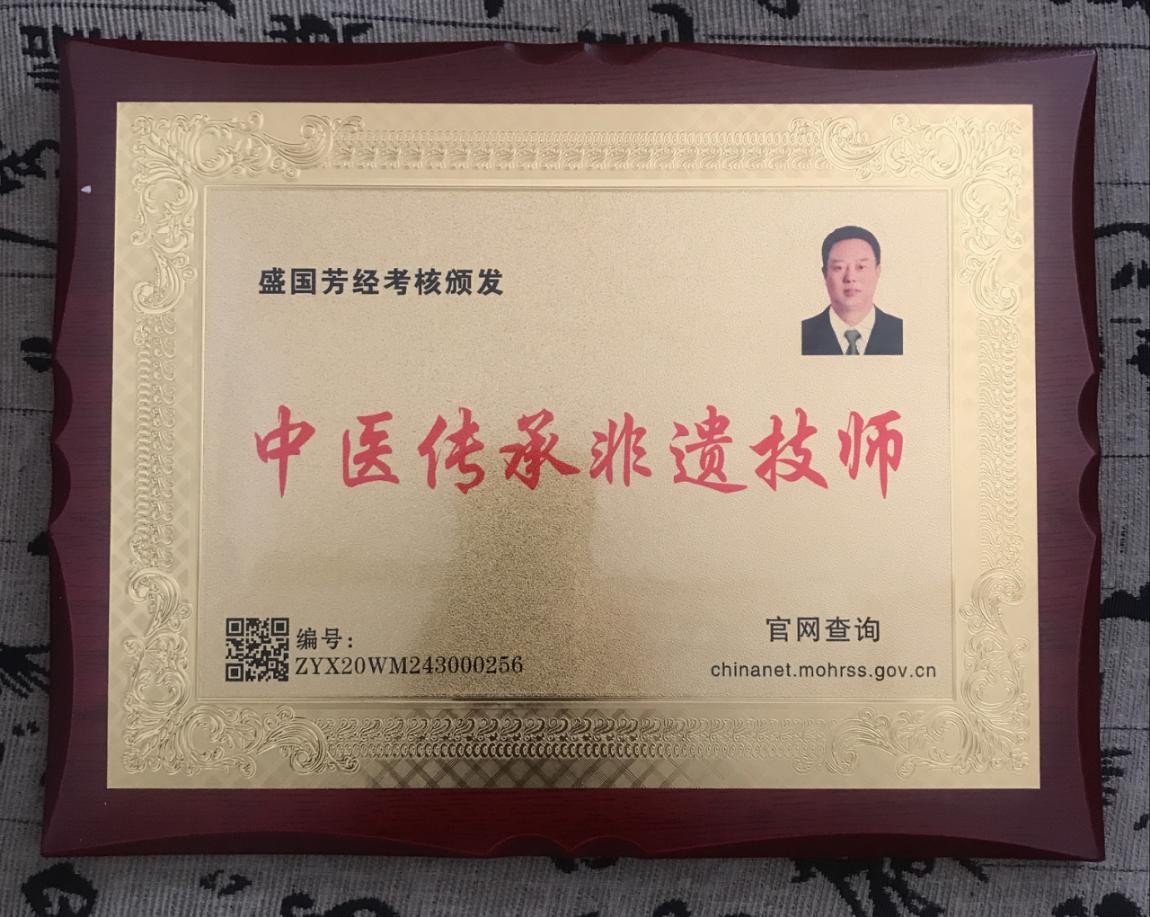 盛国芳经考核颁发
中医传承非遗技师
编号:
ZYX20WM243000256
官网查询
chinanet.mohrss.gov.cn